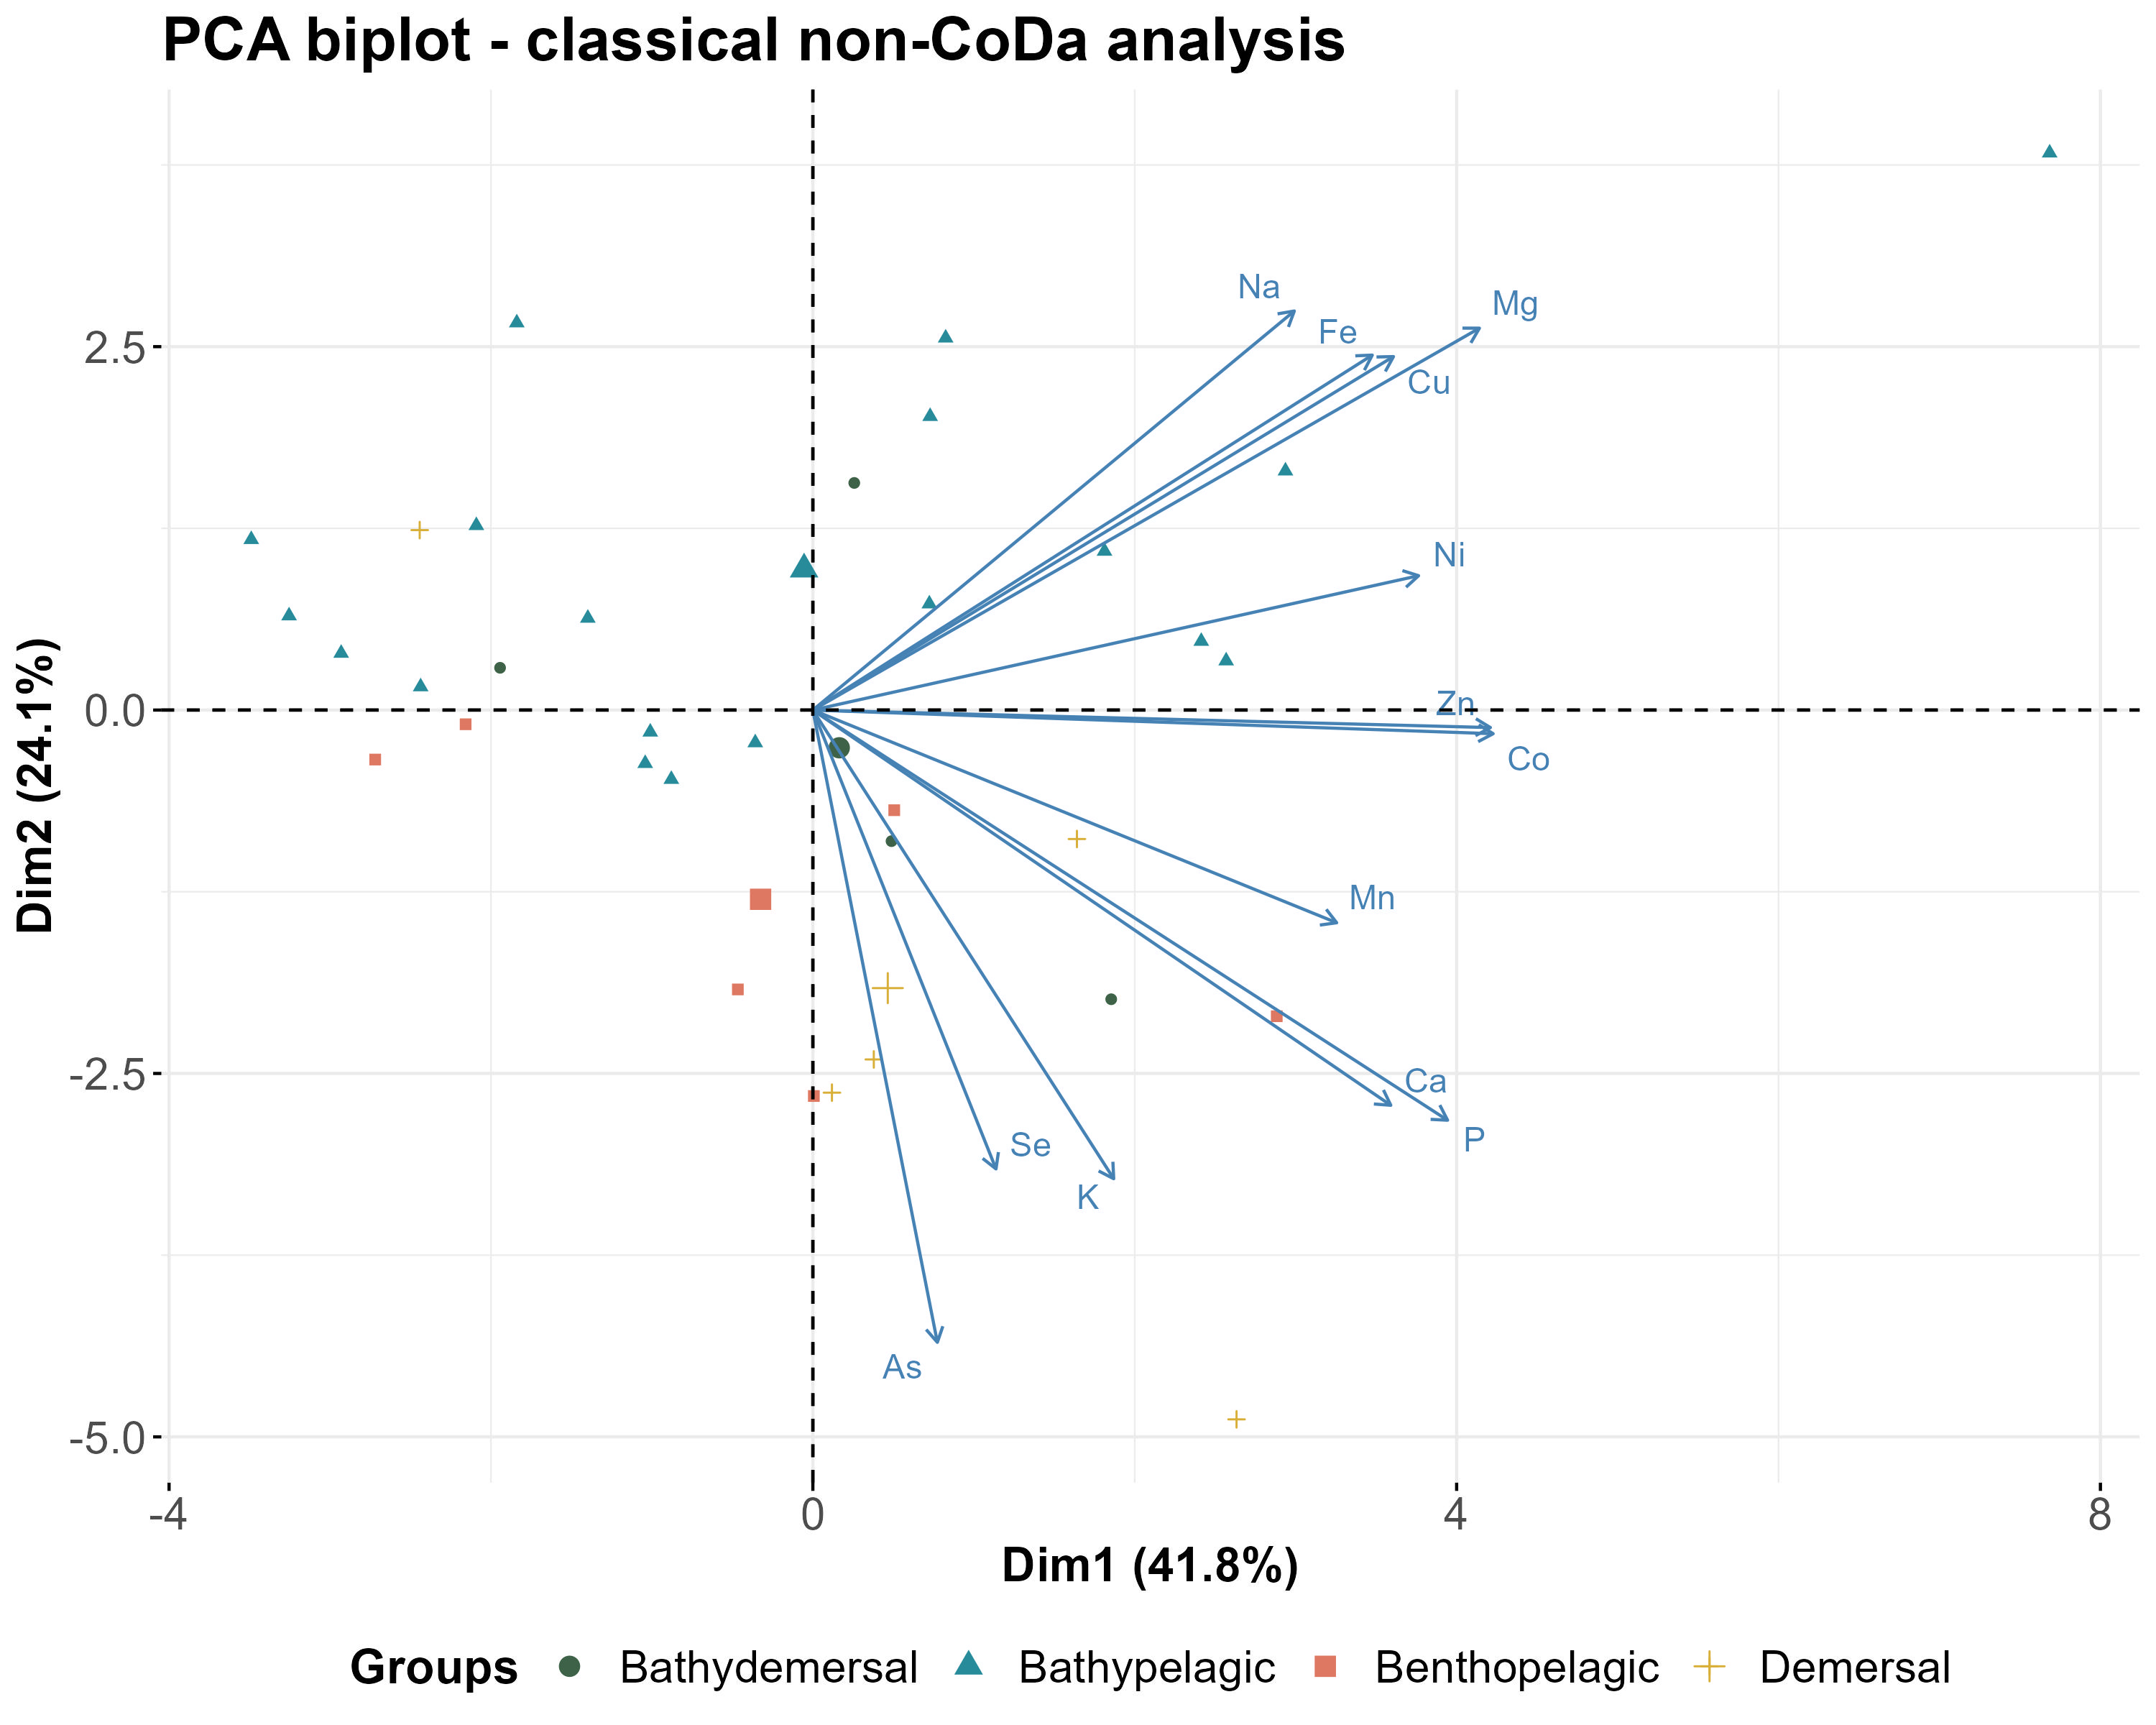 PCA biplot - classical non-CoDa analysis
Na
Mg
Fe
Cu
2.5
Ni
Zn
0.0
Co
Dim2 (24.1%)
Mn
-2.5
Ca
P
Se
K
As
-5.0
-4 0 4 8
Dim1 (41.8%)
Groups Bathydemersal Bathypelagic Benthopelagic Demersal